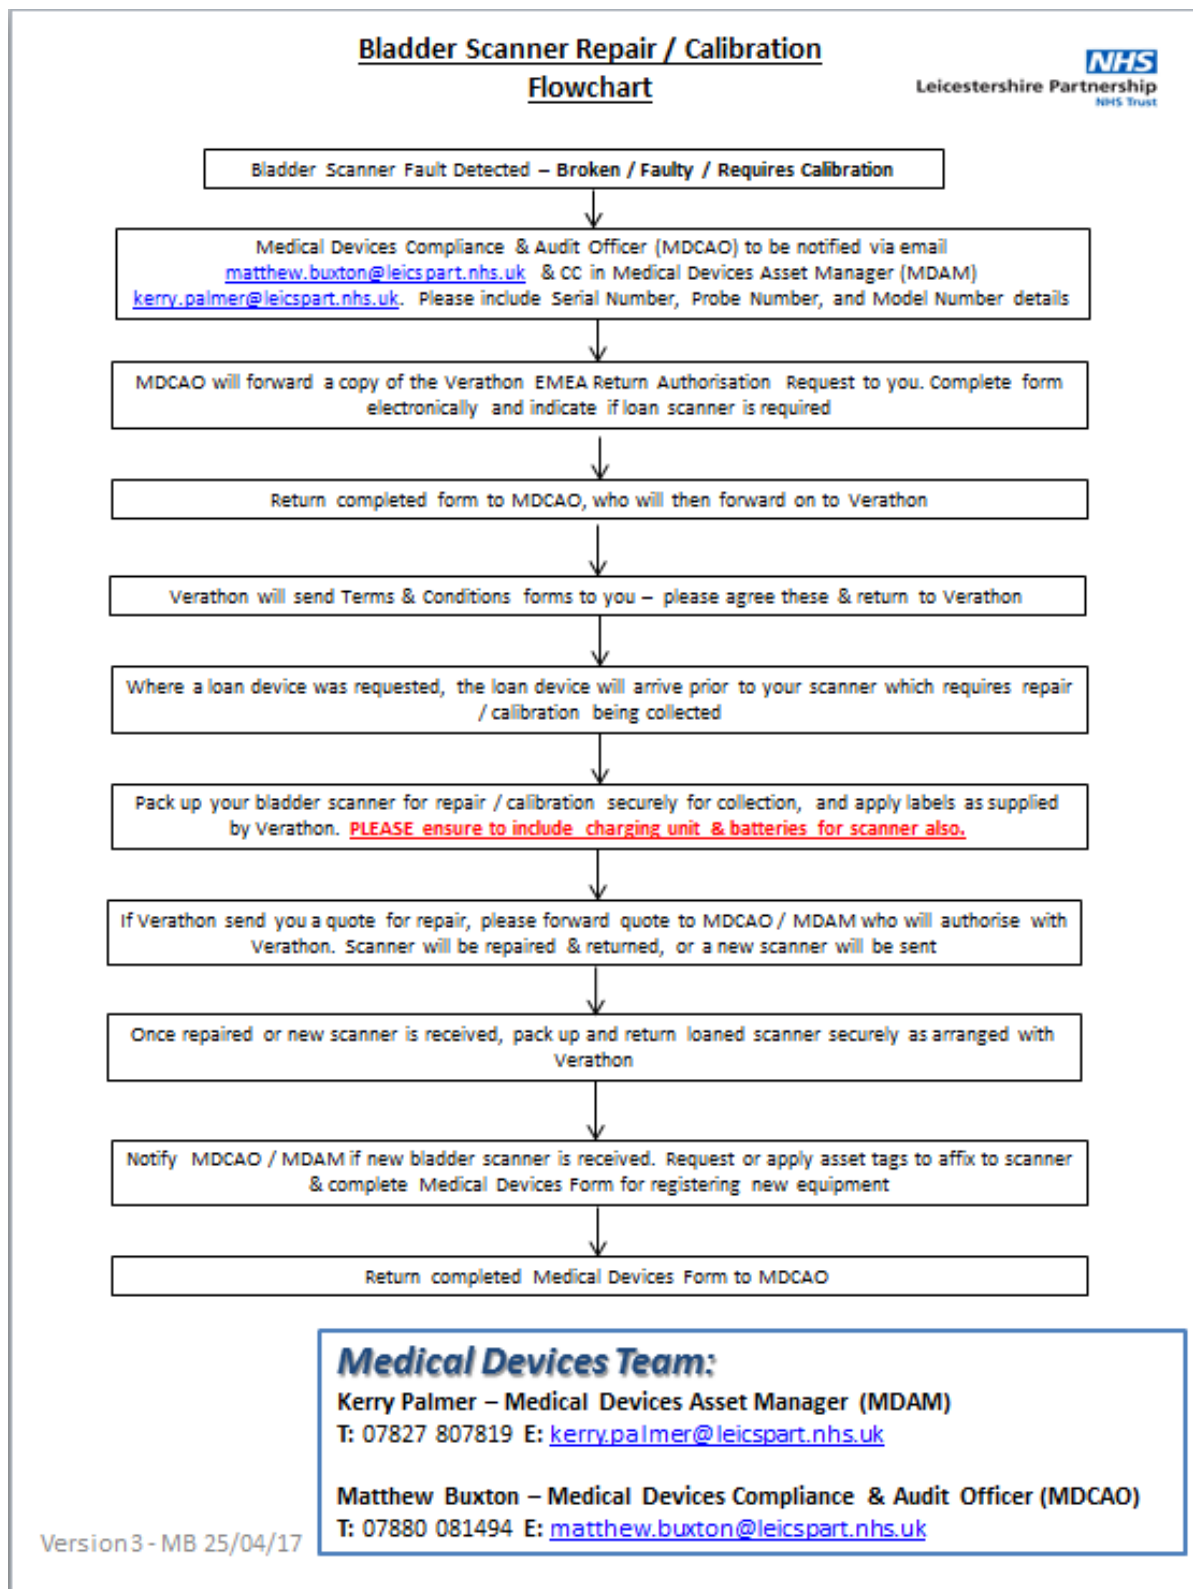 Bladder Scanner Repair / Calibration
Flowchart
NHS
Leicestershire Partnership
NHS Trust
Bladder Scanner Fault Detected – Broken / Faulty / Requires Calibration
Medical Devices Compliance & Audit Officer (MDCAO) to be notified via email
matthew.buxton@leicspart.nhs.uk & CC in Medical Devices Asset Manager (MDAM)
kerry.palmer@leicspart.nhs.uk. Please include Serial Number, Probe Number, and Model Number details
MDCAO will forward a copy of the Verathon EMEA Return Authorisation Request to you. Complete form
electronically and indicate if loan scanner is required
Return completed form to MDCAO, who will then forward on to Verathon
Verathon will send Terms & Conditions forms to you – please agree these & return to Verathon
Where a loan device was requested, the loan device will arrive prior to your scanner which requires repair
/ calibration being collected
Pack up your bladder scanner for repair / calibration securely for collection, and apply labels as supplied
by Verathon. PLEASE ensure to include charging unit & batteries for scanner also.
If Verathon send you a quote for repair, please forward quote to MDCAO / MDAM who will authorise with
Verathon. Scanner will be repaired & returned, or a new scanner will be sent
Once repaired or new scanner is received, pack up and return loaned scanner securely as arranged with
Verathon
Notify MDCAO / MDAM if new bladder scanner is received. Request or apply asset tags to affix to scanner
& complete Medical Devices Form for registering new equipment
Return completed Medical Devices Form to MDCAO
Medical Devices Team:
Kerry Palmer – Medical Devices Asset Manager (MDAM)
T: 07827 807819 E: kerry.palmer@leicspart.nhs.uk
Matthew Buxton – Medical Devices Compliance & Audit Officer (MDCAO)
T: 07880 081494 E: matthew.buxton@leicspart.nhs.uk
Version 3 - MB 25/04/17